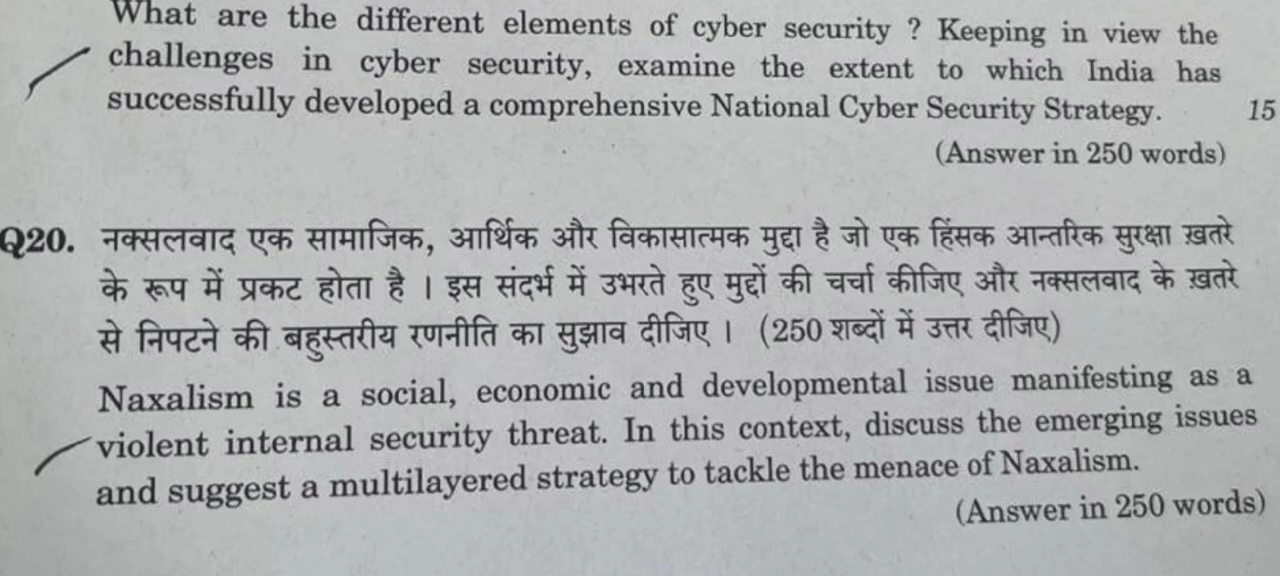 What are the different elements of cyber security ? Keeping in view the
challenges in cyber security, examine the extent to which India has
successfully developed a comprehensive National Cyber Security Strategy. 15
(Answer in 250 words)
Q20. नक्सलवाद एक सामाजिक, आर्थिक और विकासात्मक मुद्दा है जो एक हिंसक आन्तरिक सुरक्षा ख़तरे
के रूप में प्रकट होता है । इस संदर्भ में उभरते हुए मुद्दों की चर्चा कीजिए और नक्सलवाद के ख़तरे
से निपटने की बहुस्तरीय रणनीति का सुझाव दीजिए । (250 शब्दों में उत्तर दीजिए)
Naxalism is a social, economic and developmental issue manifesting as a
violent internal security threat. In this context, discuss the emerging issues
and suggest a multilayered strategy to tackle the menace of Naxalism.
(Answer in 250 words)